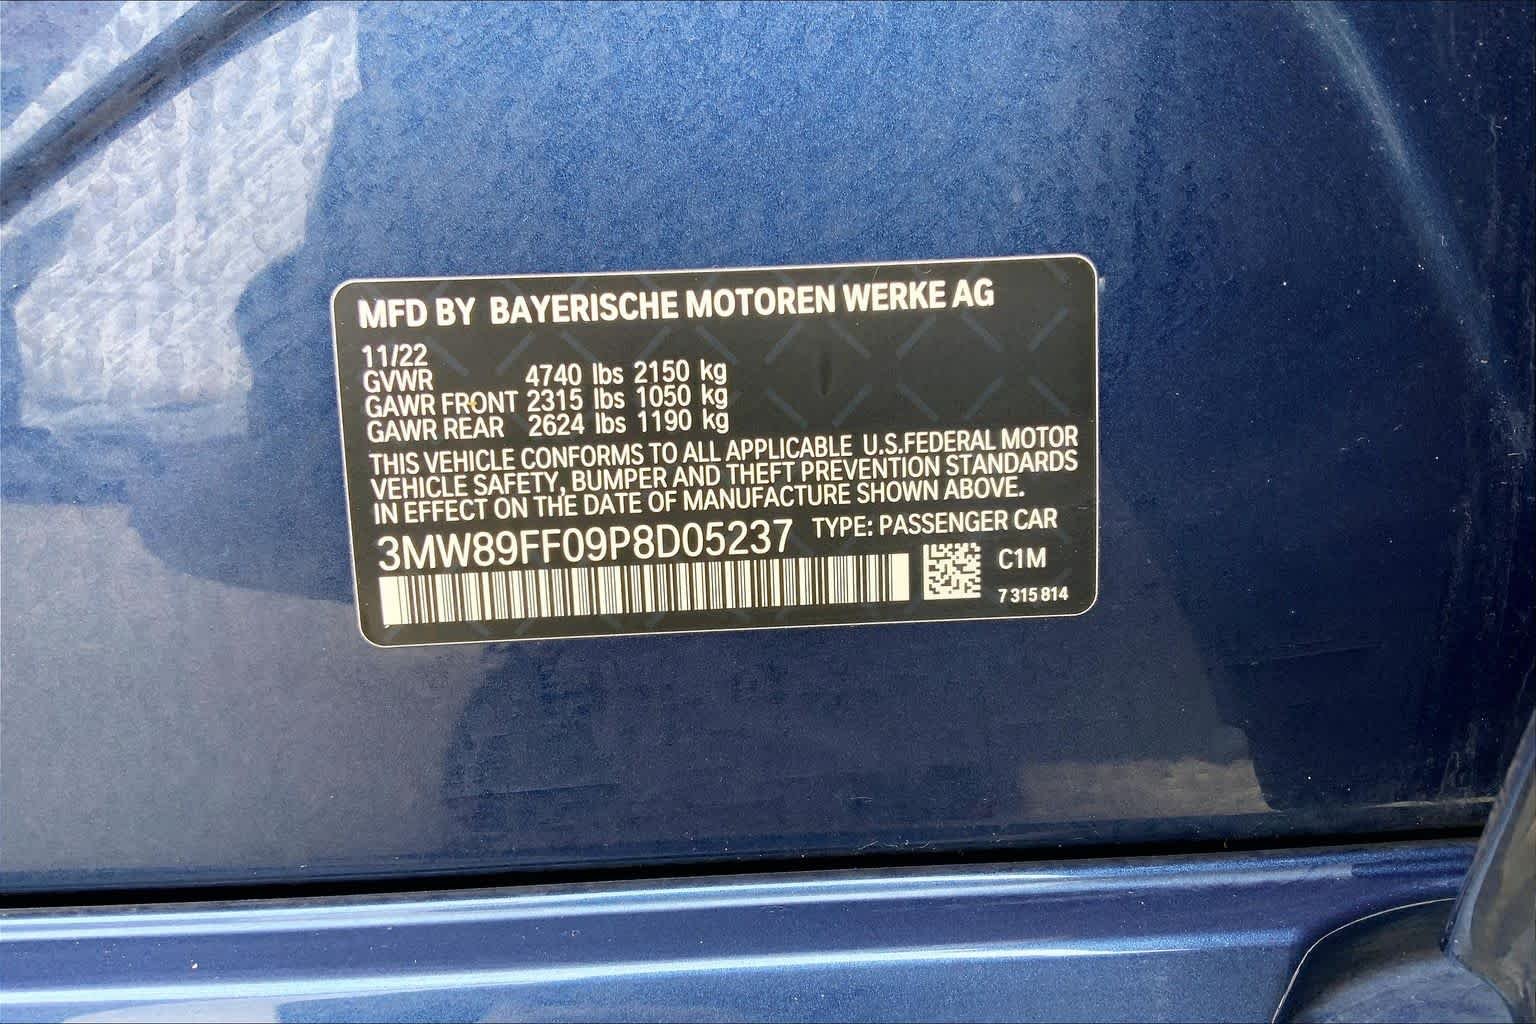 MFD BY BAYERISCHE MOTOREN WERKE AG
11/22
GVWR 4740 lbs 2150 kg
GAWR FRONT 2315 lbs 1050 kg
GAWR REAR 2624 lbs 1190 kg
THIS VEHICLE CONFORMS TO ALL APPLICABLE U.S.FEDERAL MOTOR
VEHICLE SAFETY, BUMPER AND THEFT PREVENTION STANDARDS
IN EFFECT ON THE DATE OF MANUFACTURE SHOWN ABOVE.
3MW89FF09P8D05237 TYPE: PASSENGER CAR
C1M
7 315 814